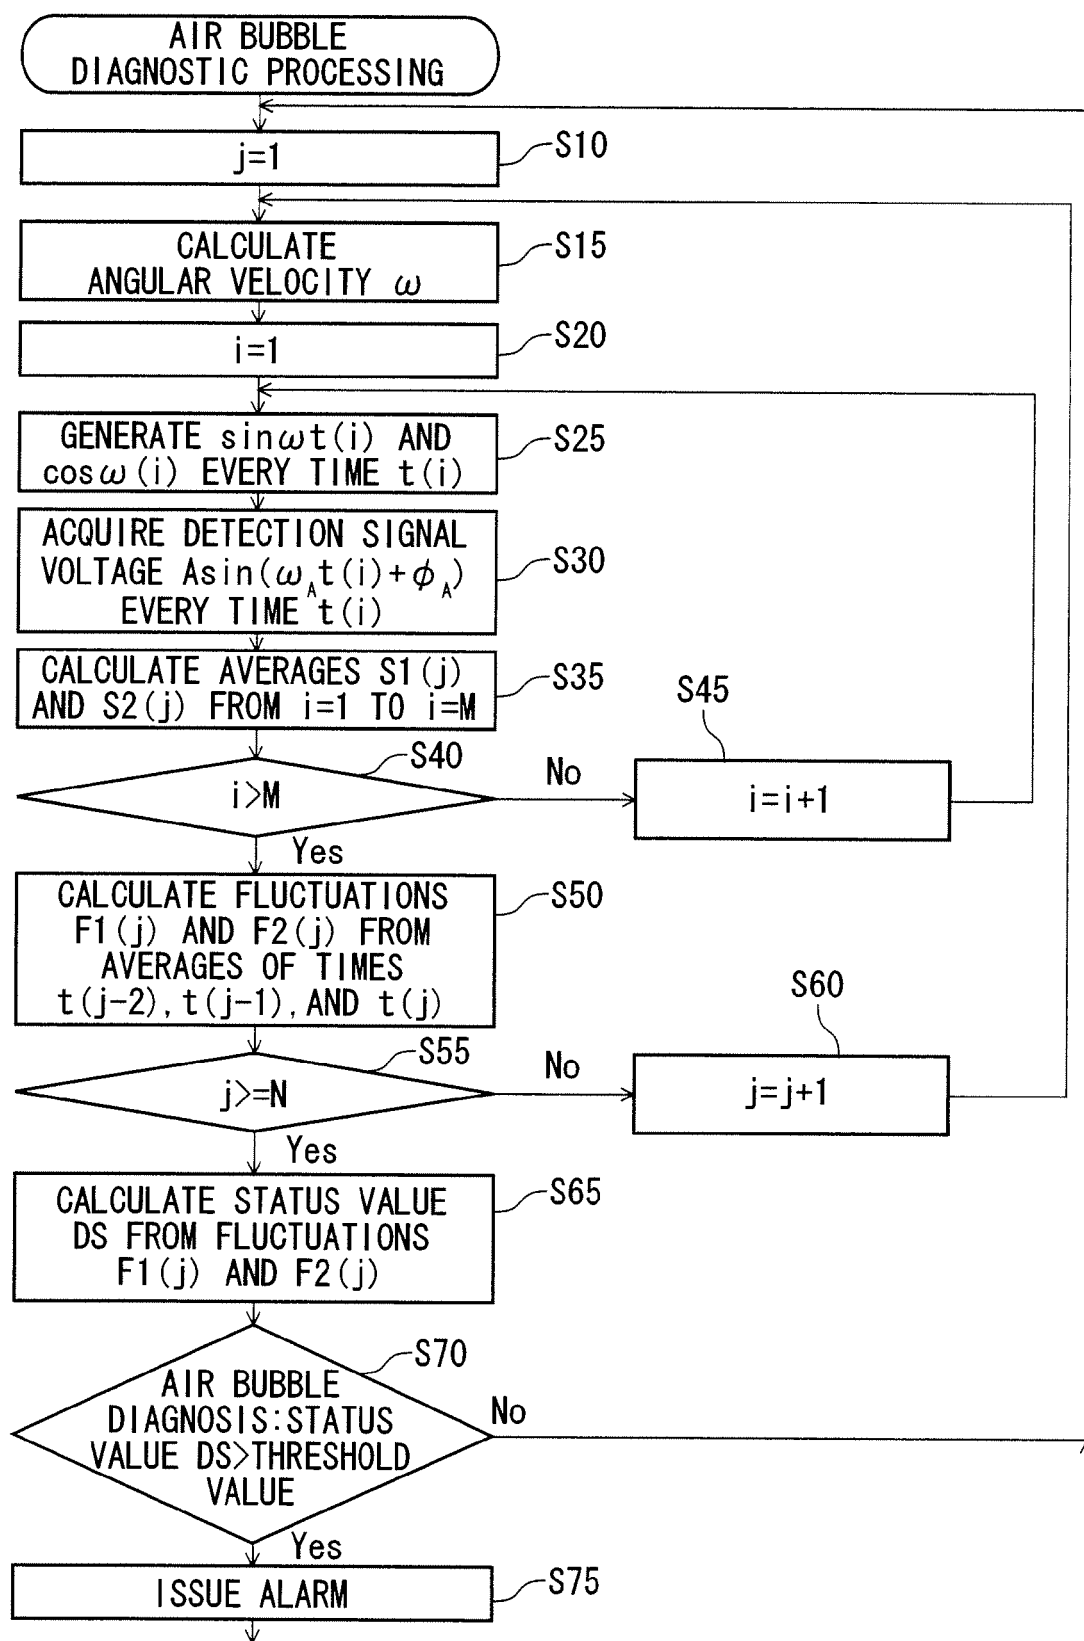 AIR BUBBLE
DIAGNOSTIC PROCESSING
j=1
S10
CALCULATE
ANGULAR VELOCITY ω
S15
i=1
S20
GENERATE sinωt(i) AND
cosω(i) EVERY TIME t(i)
S25
ACQUIRE DETECTION SIGNAL
VOLTAGE Asin(ω_A t(i)+φ_A)
EVERY TIME t(i)
S30
CALCULATE AVERAGES S1(j)
AND S2(j) FROM i=1 TO i=M
S35
S40
i>M
No
S45
i=i+1
Yes
CALCULATE FLUCTUATIONS
F1(j) AND F2(j) FROM
AVERAGES OF TIMES
t(j-2), t(j-1), AND t(j)
S50
S55
j>=N
No
S60
j=j+1
Yes
CALCULATE STATUS VALUE
DS FROM FLUCTUATIONS
F1(j) AND F2(j)
S65
S70
AIR BUBBLE
DIAGNOSIS:STATUS
VALUE DS>THRESHOLD
VALUE
No
Yes
ISSUE ALARM
S75